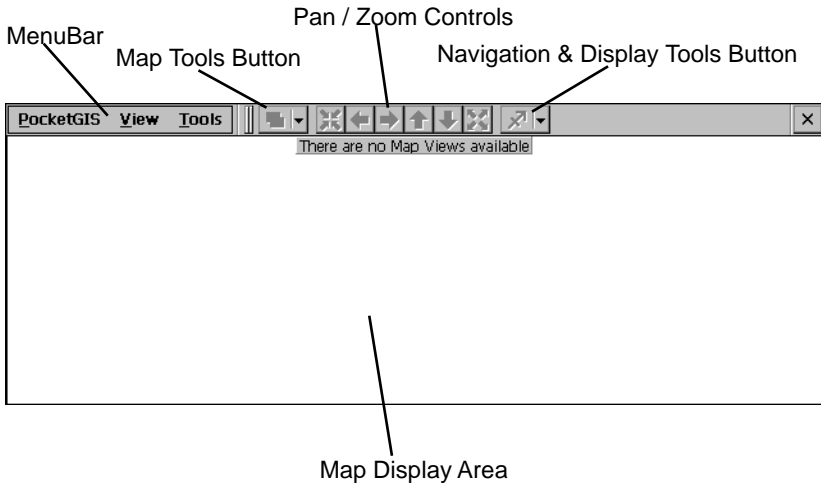 Pan / Zoom Controls
MenuBar
Map Tools Button
Navigation & Display Tools Button
PocketGIS View Tools
There are no Map Views available
Map Display Area